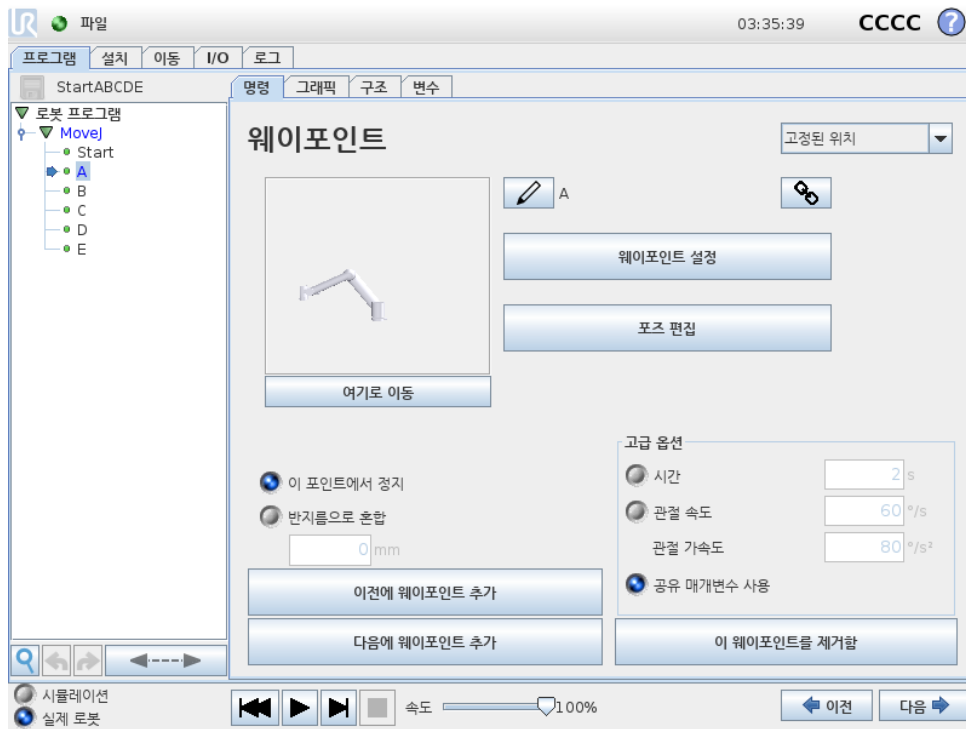 UR 파일 03:35:39 CCCC ?
프로그램 설치 이동 I/O 로그
StartABCDE 명령 그래픽 구조 변수
로봇 프로그램
MoveJ
Start
A
B
C
D
E
웨이포인트 고정된 위치
A
웨이포인트 설정
포즈 편집
여기로 이동
이 포인트에서 정지
반지름으로 혼합
0 mm
고급 옵션
시간 2 s
관절 속도 60 °/s
관절 가속도 80 °/s²
공유 매개변수 사용
이전에 웨이포인트 추가
다음에 웨이포인트 추가 이 웨이포인트를 제거함
시뮬레이션
실제 로봇
속도 100%
이전 다음